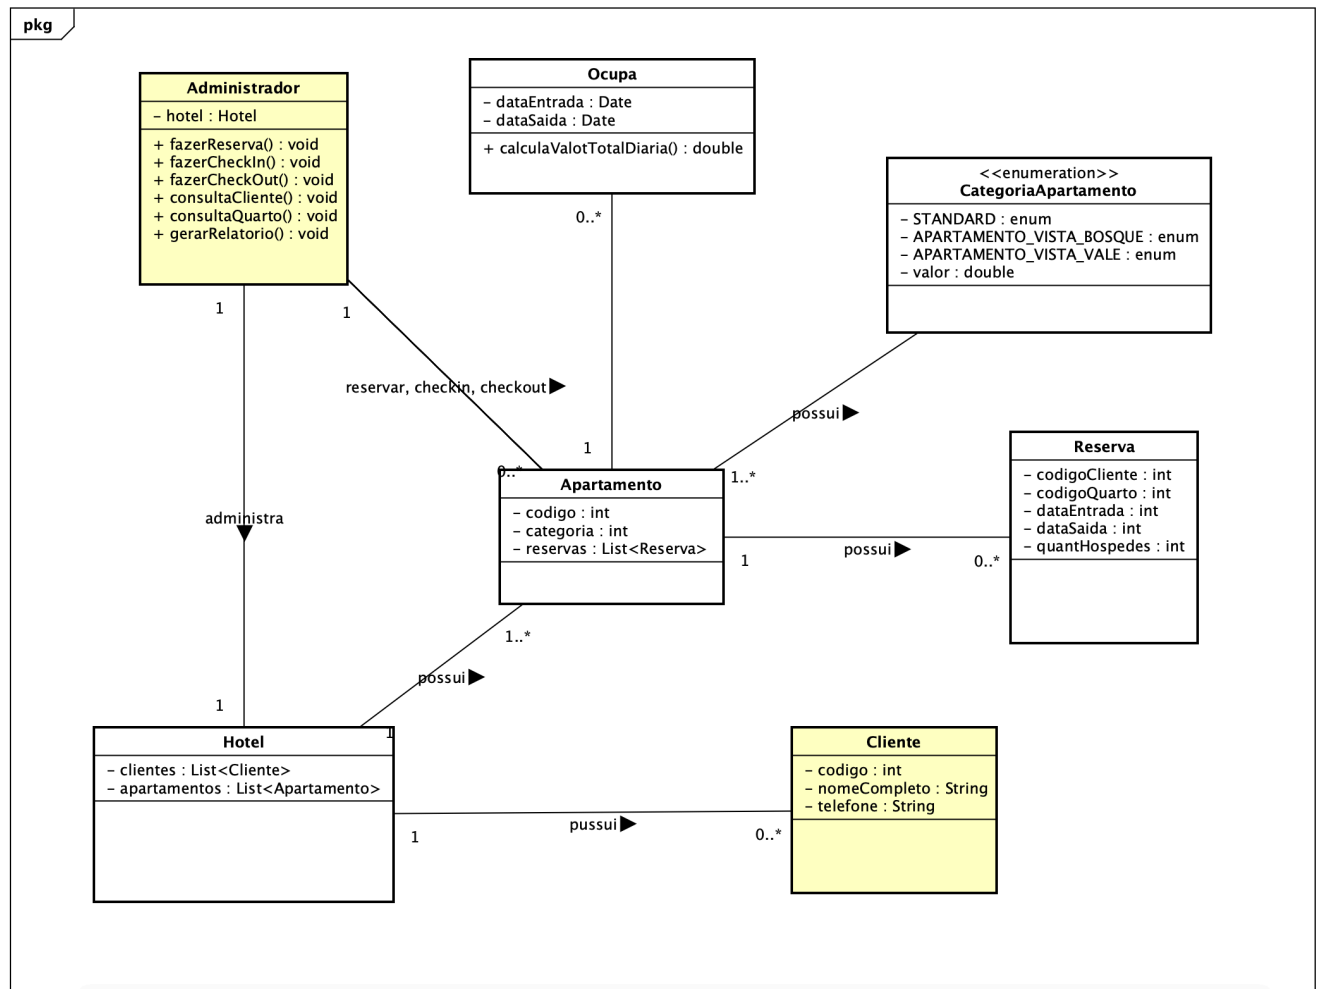 pkg
Administrador
– hotel : Hotel
+ fazerReserva() : void
+ fazerCheckIn() : void
+ fazerCheckOut() : void
+ consultaCliente() : void
+ consultaQuarto() : void
+ gerarRelatorio() : void
Ocupa
– dataEntrada : Date
– dataSaida : Date
+ calculaValotTotalDiaria() : double
<<enumeration>>
CategoriaApartamento
– STANDARD : enum
– APARTAMENTO_VISTA_BOSQUE : enum
– APARTAMENTO_VISTA_VALE : enum
– valor : double
0..*
1
1
reservar, checkin, checkout
possui
1
0..*
1..*
Apartamento
– codigo : int
– categoria : int
– reservas : List<Reserva>
Reserva
– codigoCliente : int
– codigoQuarto : int
– dataEntrada : int
– dataSaida : int
– quantHospedes : int
administra
possui
1
0..*
1..*
possui
1
1
Hotel
– clientes : List<Cliente>
– apartamentos : List<Apartamento>
Cliente
– codigo : int
– nomeCompleto : String
– telefone : String
pussui
1
0..*